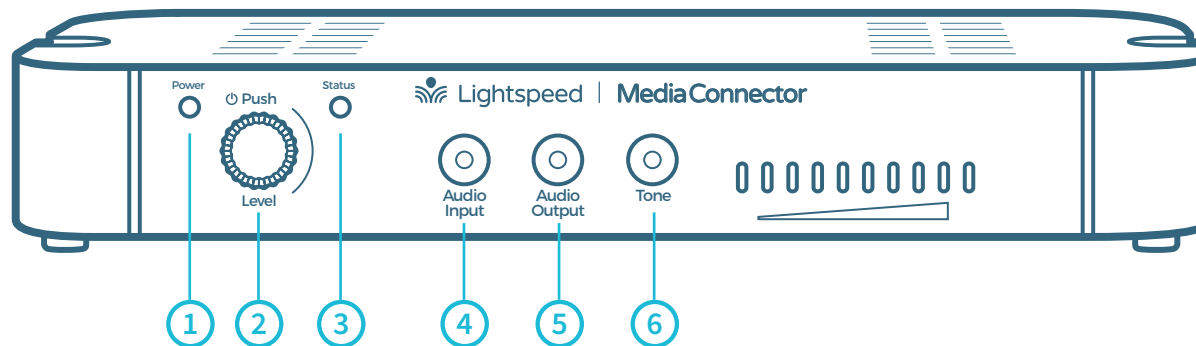 Power
Status
Push
Lightspeed | MediaConnector
Level
Audio
Input
Audio
Output
Tone
1
2
3
4
5
6